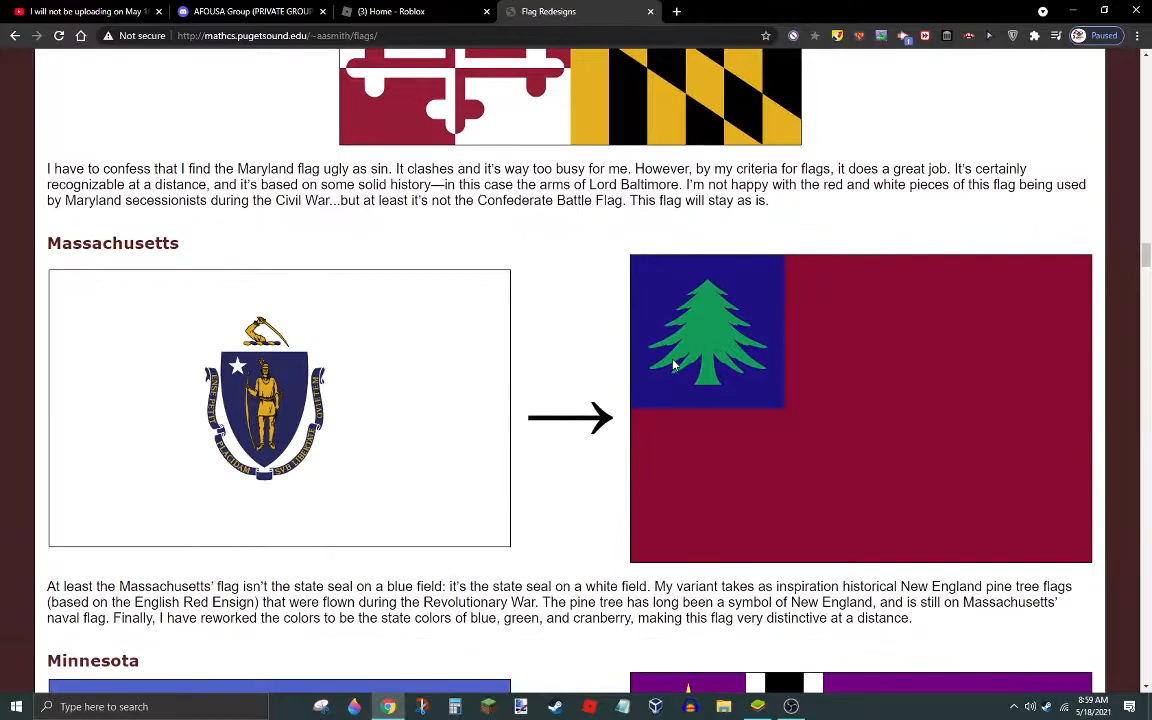 I will not be uploading on May 1
AFOUSA Group (PRIVATE GROUP
(3) Home - Roblox
Flag Redesigns
Not secure
http://mathcs.pugetsound.edu/~aasmith/flags/
Paused
I have to confess that I find the Maryland flag ugly as sin. It clashes and it's way too busy for me. However, by my criteria for flags, it does a great job. It's certainly
recognizable at a distance, and it's based on some solid history—in this case the arms of Lord Baltimore. I'm not happy with the red and white pieces of this flag being used
by Maryland secessionists during the Civil War...but at least it's not the Confederate Battle Flag. This flag will stay as is.
Massachusetts
ENSE PETIT
PLACIDAM
SVB LIBERTATE
QVIETEM
At least the Massachusetts' flag isn't the state seal on a blue field: it's the state seal on a white field. My variant takes as inspiration historical New England pine tree flags
(based on the English Red Ensign) that were flown during the Revolutionary War. The pine tree has long been a symbol of New England, and is still on Massachusetts'
naval flag. Finally, I have reworked the colors to be the state colors of blue, green, and cranberry, making this flag very distinctive at a distance.
Minnesota
Type here to search
8:59 AM
5/18/2021